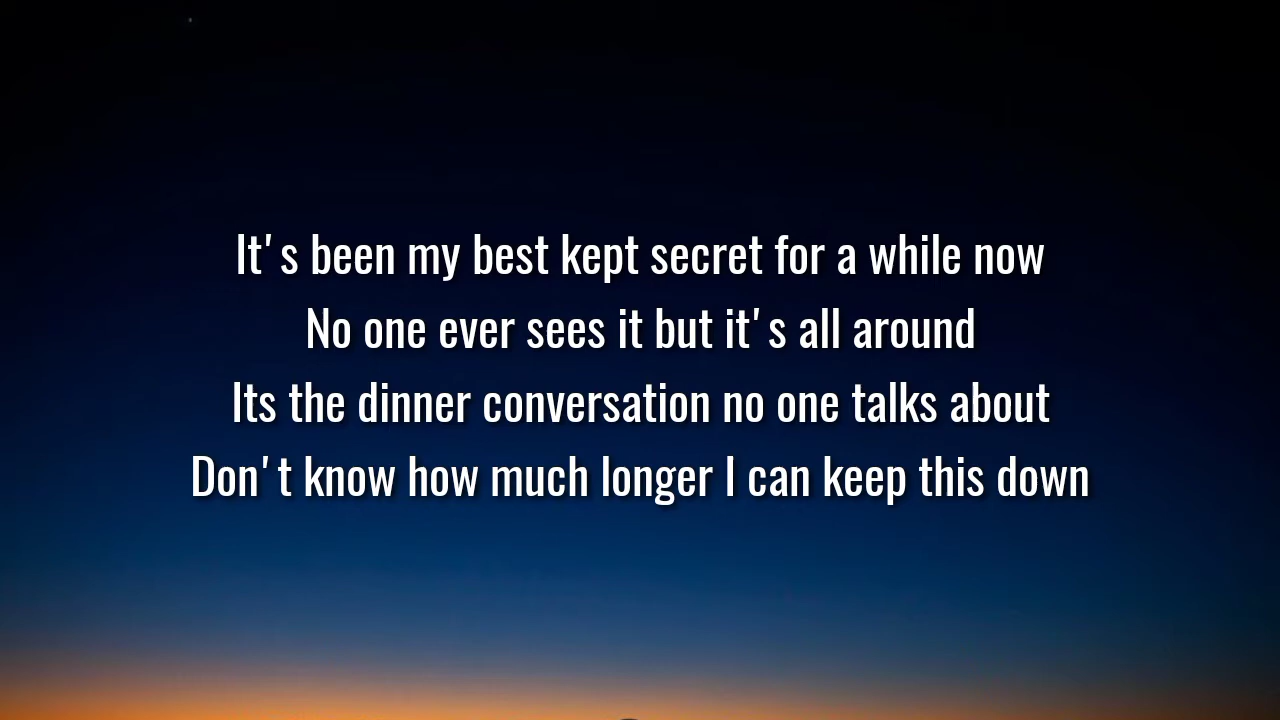 It's been my best kept secret for a while now
No one ever sees it but it's all around
Its the dinner conversation no one talks about
Don't know how much longer I can keep this down